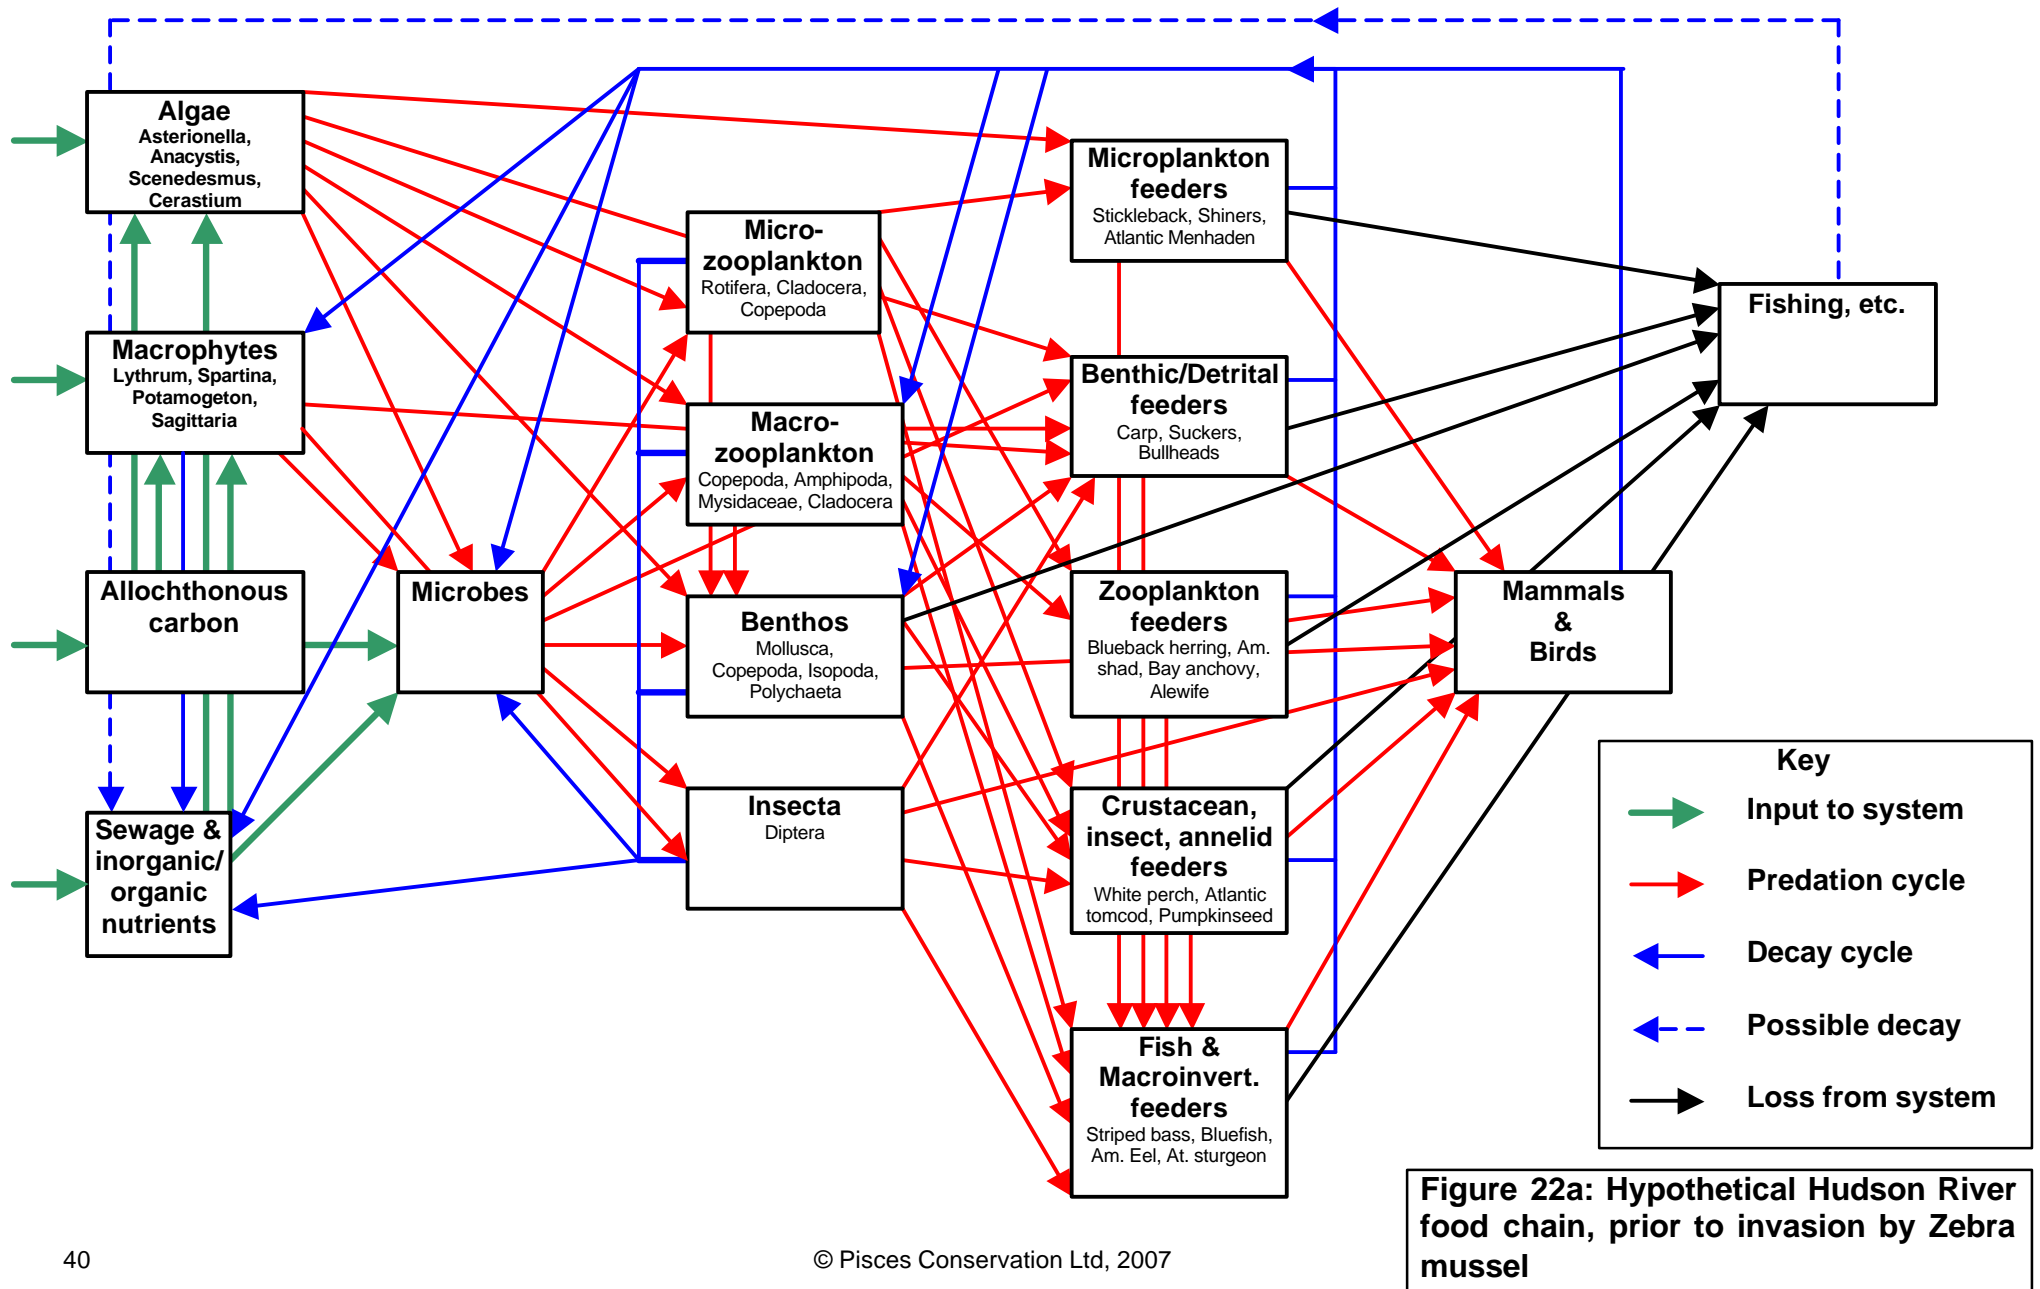 Algae
Asterionella,
Anacystis,
Scenedesmus,
Cerastium
Macrophytes
Lythrum, Spartina,
Potamogeton,
Sagittaria
Allochthonous
carbon
Sewage &
inorganic/
organic
nutrients
Microbes
Micro-
zooplankton
Rotifera, Cladocera,
Copepoda
Macro-
zooplankton
Copepoda, Amphipoda,
Mysidaceae, Cladocera
Benthos
Mollusca,
Copepoda, Isopoda,
Polychaeta
Insecta
Diptera
Microplankton
feeders
Stickleback, Shiners,
Atlantic Menhaden
Benthic/Detrital
feeders
Carp, Suckers,
Bullheads
Zooplankton
feeders
Blueback herring, Am.
shad, Bay anchovy,
Alewife
Crustacean,
insect, annelid
feeders
White perch, Atlantic
tomcod, Pumpkinseed
Fish &
Macroinvert.
feeders
Striped bass, Bluefish,
Am. Eel, At. sturgeon
Mammals
&
Birds
Fishing, etc.
Key
Input to system
Predation cycle
Decay cycle
Possible decay
Loss from system
Figure 22a: Hypothetical Hudson River
food chain, prior to invasion by Zebra
mussel
40
© Pisces Conservation Ltd, 2007